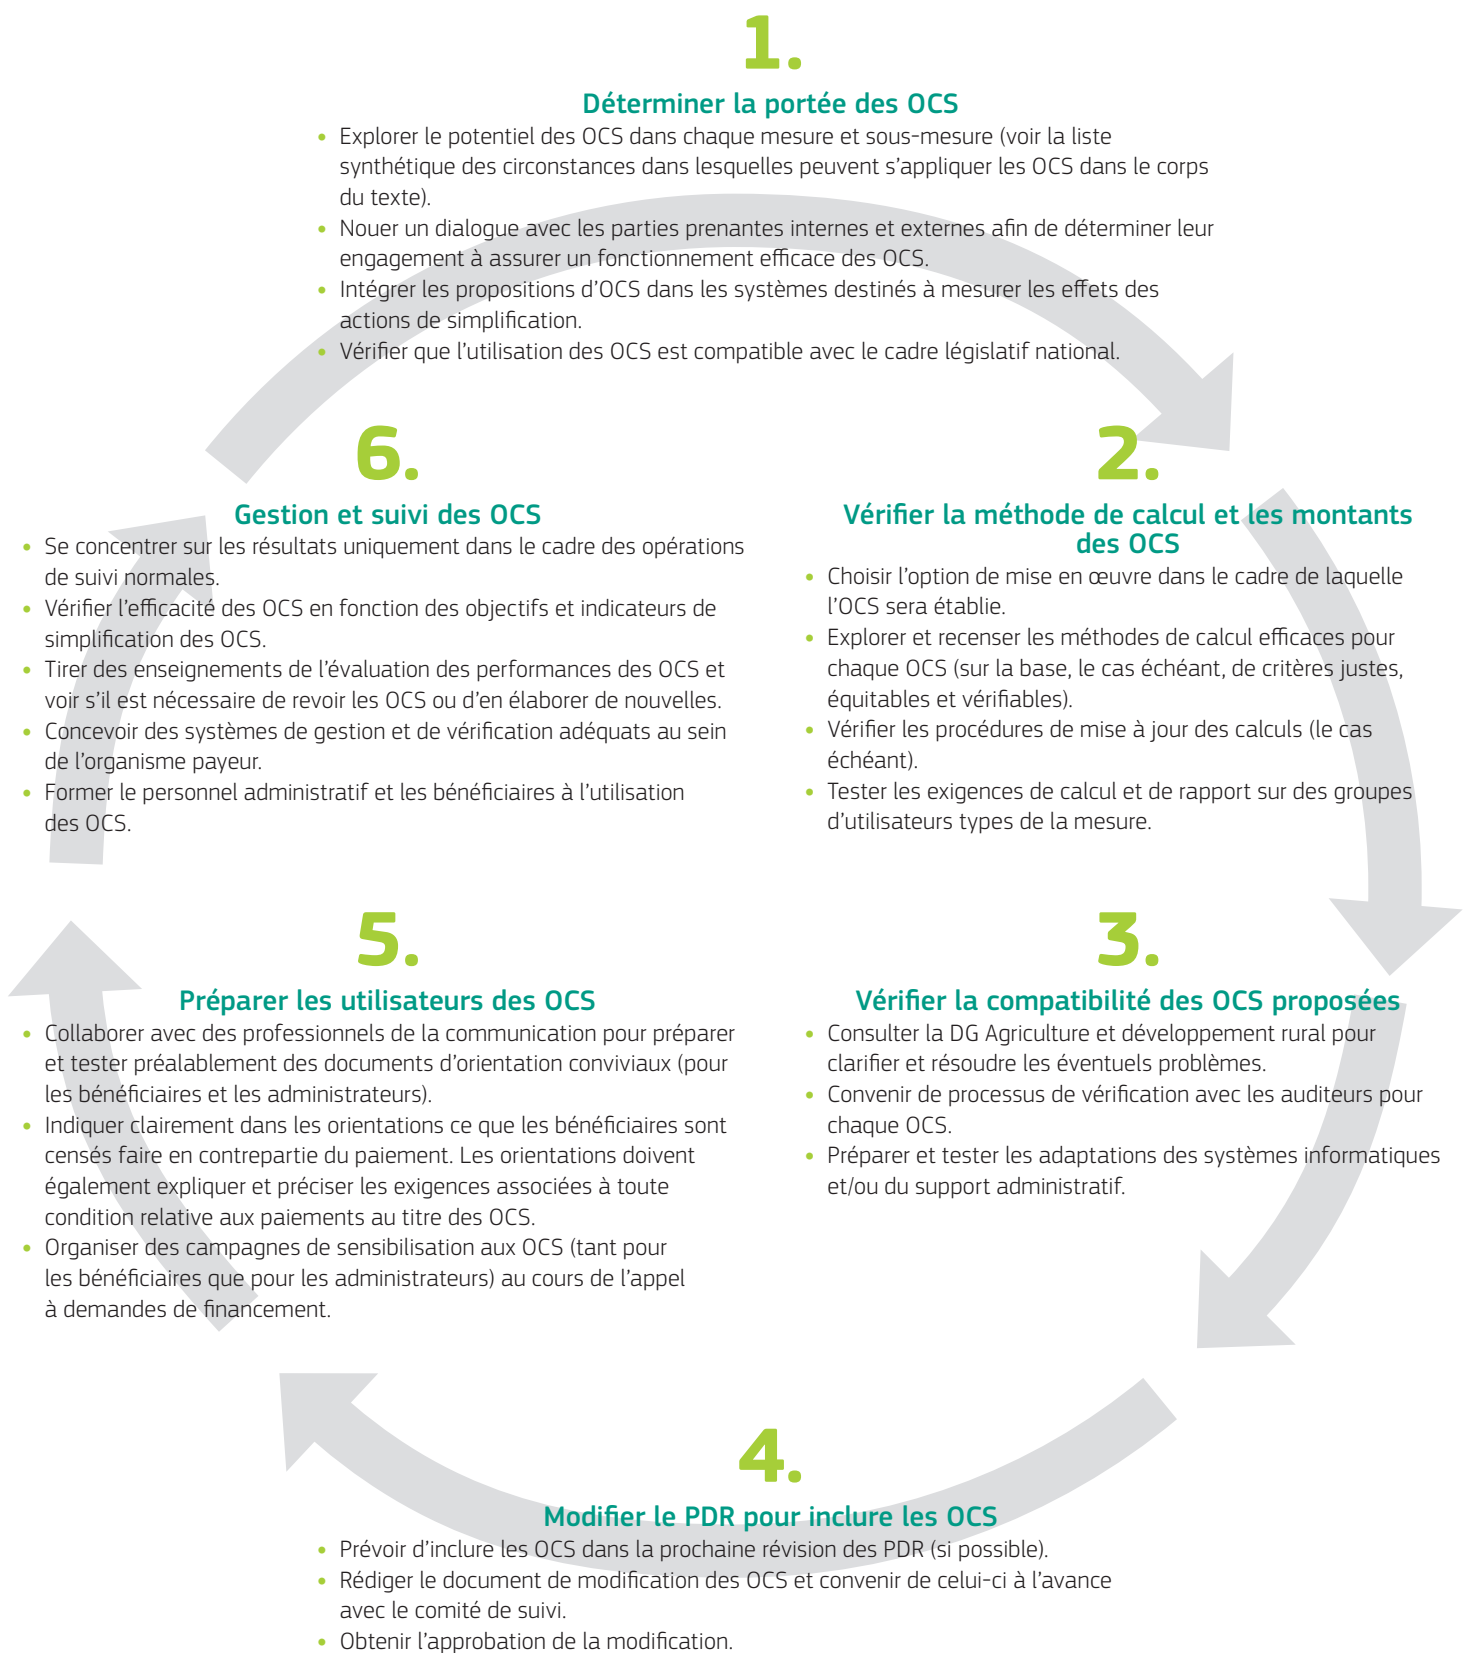 1.
Déterminer la portée des OCS
• Explorer le potentiel des OCS dans chaque mesure et sous-mesure (voir la liste
synthétique des circonstances dans lesquelles peuvent s’appliquer les OCS dans le corps
du texte).
• Nouer un dialogue avec les parties prenantes internes et externes afin de déterminer leur
engagement à assurer un fonctionnement efficace des OCS.
• Intégrer les propositions d’OCS dans les systèmes destinés à mesurer les effets des
actions de simplification.
• Vérifier que l’utilisation des OCS est compatible avec le cadre législatif national.
2.
Vérifier la méthode de calcul et les montants
des OCS
• Choisir l’option de mise en œuvre dans le cadre de laquelle
l’OCS sera établie.
• Explorer et recenser les méthodes de calcul efficaces pour
chaque OCS (sur la base, le cas échéant, de critères justes,
équitables et vérifiables).
• Vérifier les procédures de mise à jour des calculs (le cas
échéant).
• Tester les exigences de calcul et de rapport sur des groupes
d’utilisateurs types de la mesure.
3.
Vérifier la compatibilité des OCS proposées
• Consulter la DG Agriculture et développement rural pour
clarifier et résoudre les éventuels problèmes.
• Convenir de processus de vérification avec les auditeurs pour
chaque OCS.
• Préparer et tester les adaptations des systèmes informatiques
et/ou du support administratif.
4.
Modifier le PDR pour inclure les OCS
• Prévoir d’inclure les OCS dans la prochaine révision des PDR (si possible).
• Rédiger le document de modification des OCS et convenir de celui-ci à l’avance
avec le comité de suivi.
• Obtenir l’approbation de la modification.
5.
Préparer les utilisateurs des OCS
• Collaborer avec des professionnels de la communication pour préparer
et tester préalablement des documents d’orientation conviviaux (pour
les bénéficiaires et les administrateurs).
• Indiquer clairement dans les orientations ce que les bénéficiaires sont
censés faire en contrepartie du paiement. Les orientations doivent
également expliquer et préciser les exigences associées à toute
condition relative aux paiements au titre des OCS.
• Organiser des campagnes de sensibilisation aux OCS (tant pour
les bénéficiaires que pour les administrateurs) au cours de l’appel
à demandes de financement.
6.
Gestion et suivi des OCS
• Se concentrer sur les résultats uniquement dans le cadre des opérations
de suivi normales.
• Vérifier l’efficacité des OCS en fonction des objectifs et indicateurs de
simplification des OCS.
• Tirer des enseignements de l’évaluation des performances des OCS et
voir s’il est nécessaire de revoir les OCS ou d’en élaborer de nouvelles.
• Concevoir des systèmes de gestion et de vérification adéquats au sein
de l’organisme payeur.
• Former le personnel administratif et les bénéficiaires à l’utilisation
des OCS.